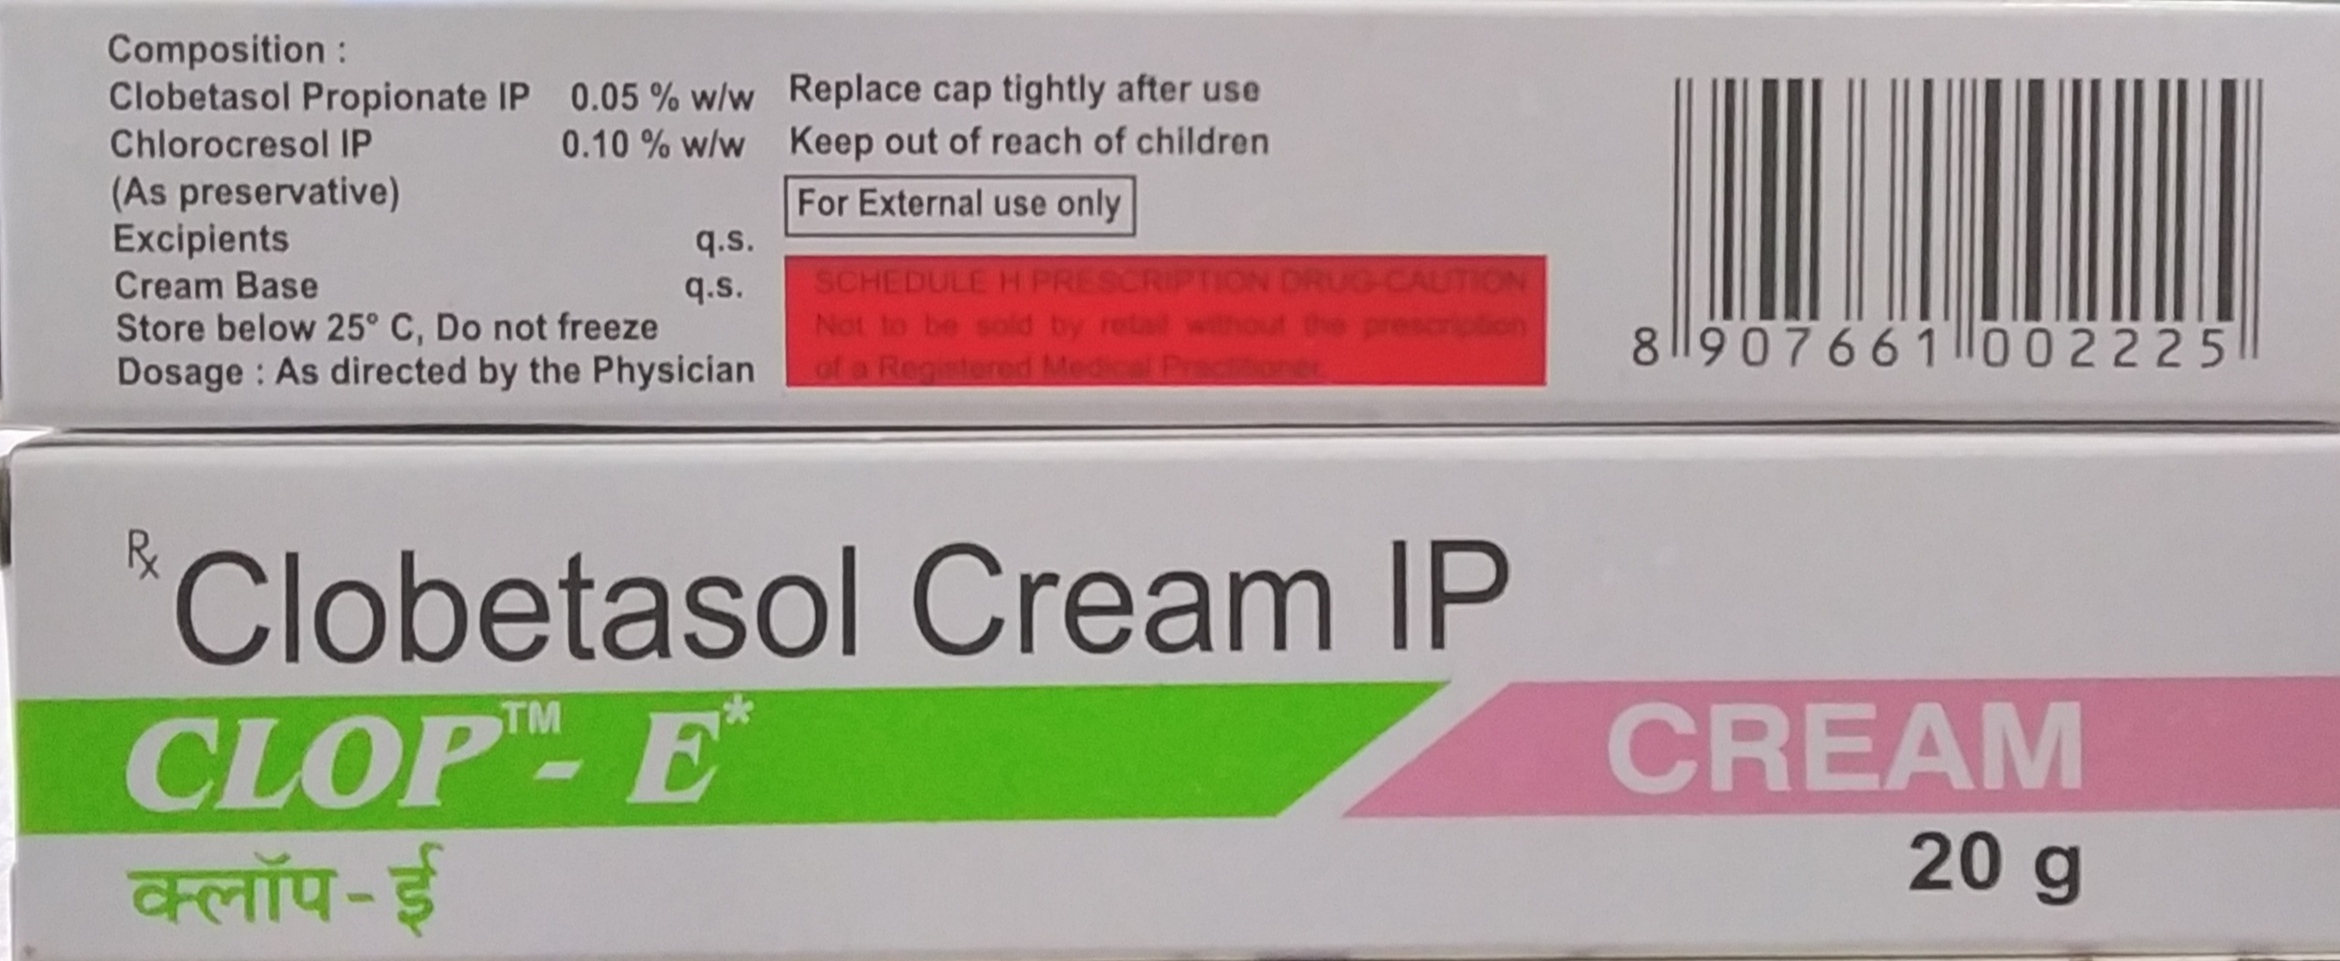 Composition :
Clobetasol Propionate IP 0.05 % w/w
Chlorocresol IP 0.10 % w/w
(As preservative)
Excipients q.s.
Cream Base q.s.
Store below 25° C, Do not freeze
Dosage : As directed by the Physician
Replace cap tightly after use
Keep out of reach of children
For External use only
SCHEDULE H PRESCRIPTION DRUG-CAUTION
Not to be sold by retail without the prescription
of a Registered Medical Practitioner.
8 907661 002225
Rx Clobetasol Cream IP
CLOP™- E*
CREAM
क्लॉप - ई
20 g